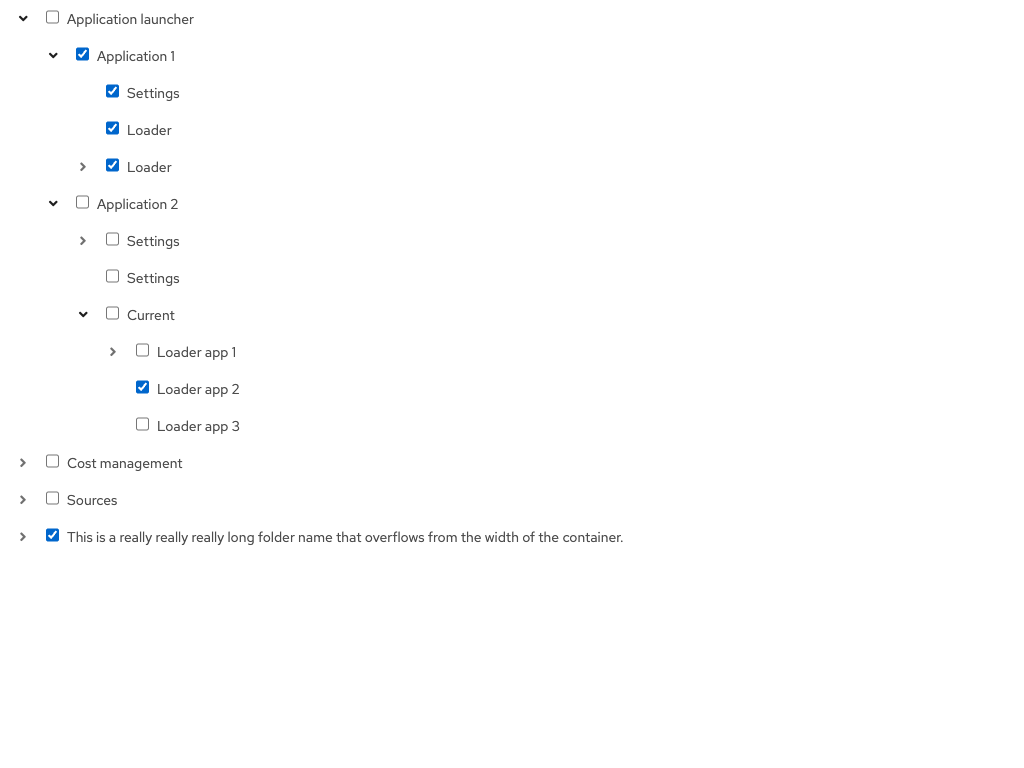 Application launcher
Application 1
Settings
Loader
Loader
Application 2
Settings
Settings
Current
Loader app 1
Loader app 2
Loader app 3
Cost management
Sources
This is a really really really long folder name that overflows from the width of the container.